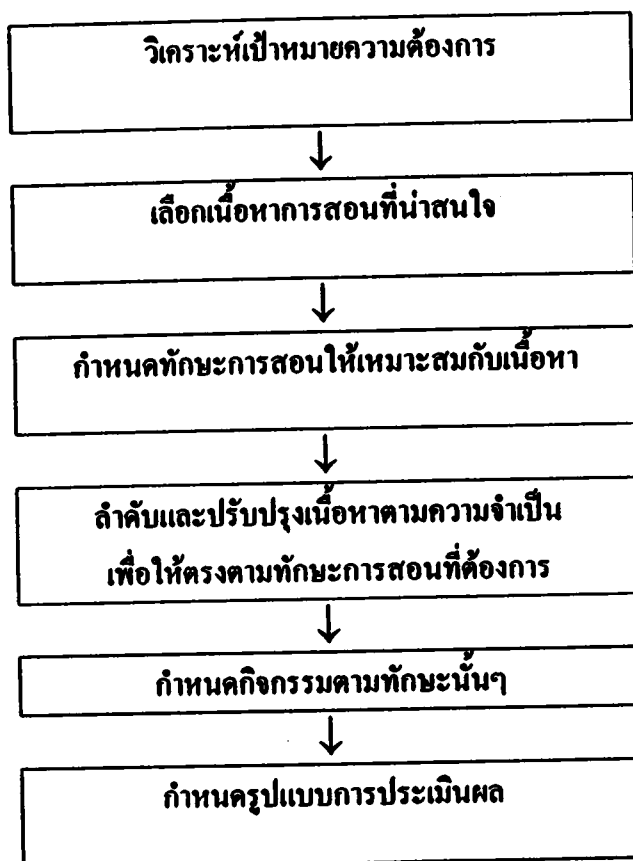 วิเคราะห์เป้าหมายความต้องการ
เลือกเนื้อหาการสอนที่น่าสนใจ
กำหนดทักษะการสอนให้เหมาะสมกับเนื้อหา
ลำดับและปรับปรุงเนื้อหาตามความจำเป็น
เพื่อให้ตรงตามทักษะการสอนที่ต้องการ
กำหนดกิจกรรมตามทักษะนั้นๆ
กำหนดรูปแบบการประเมินผล